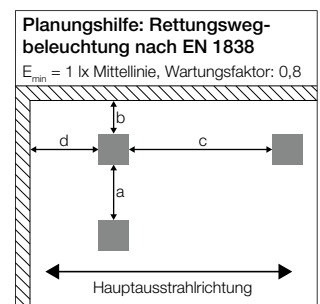 Planungshilfe: Rettungsweg-
beleuchtung nach EN 1838
Emin = 1 lx Mittellinie, Wartungsfaktor: 0,8
b
d
c
a
Hauptausstrahlrichtung